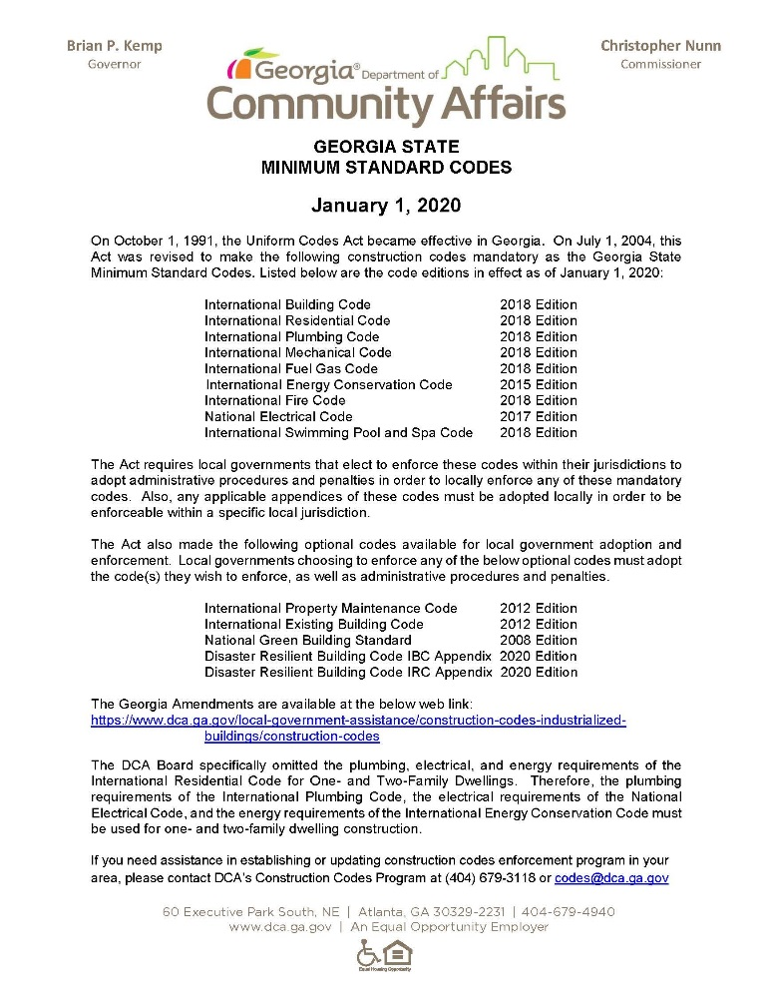 Brian P. Kemp
Governor
Christopher Nunn
Commissioner
Georgia® Department of
Community Affairs
GEORGIA STATE
MINIMUM STANDARD CODES
January 1, 2020
On October 1, 1991, the Uniform Codes Act became effective in Georgia. On July 1, 2004, this
Act was revised to make the following construction codes mandatory as the Georgia State
Minimum Standard Codes. Listed below are the code editions in effect as of January 1, 2020:
International Building Code 2018 Edition
International Residential Code 2018 Edition
International Plumbing Code 2018 Edition
International Mechanical Code 2018 Edition
International Fuel Gas Code 2018 Edition
International Energy Conservation Code 2015 Edition
International Fire Code 2018 Edition
National Electrical Code 2017 Edition
International Swimming Pool and Spa Code 2018 Edition
The Act requires local governments that elect to enforce these codes within their jurisdictions to
adopt administrative procedures and penalties in order to locally enforce any of these mandatory
codes. Also, any applicable appendices of these codes must be adopted locally in order to be
enforceable within a specific local jurisdiction.
The Act also made the following optional codes available for local government adoption and
enforcement. Local governments choosing to enforce any of the below optional codes must adopt
the code(s) they wish to enforce, as well as administrative procedures and penalties.
International Property Maintenance Code 2012 Edition
International Existing Building Code 2012 Edition
National Green Building Standard 2008 Edition
Disaster Resilient Building Code IBC Appendix 2020 Edition
Disaster Resilient Building Code IRC Appendix 2020 Edition
The Georgia Amendments are available at the below web link:
https://www.dca.ga.gov/local-government-assistance/construction-codes-industrialized-
buildings/construction-codes
The DCA Board specifically omitted the plumbing, electrical, and energy requirements of the
International Residential Code for One- and Two-Family Dwellings. Therefore, the plumbing
requirements of the International Plumbing Code, the electrical requirements of the National
Electrical Code, and the energy requirements of the International Energy Conservation Code must
be used for one- and two-family dwelling construction.
If you need assistance in establishing or updating construction codes enforcement program in your
area, please contact DCA's Construction Codes Program at (404) 679-3118 or codes@dca.ga.gov
60 Executive Park South, NE | Atlanta, GA 30329-2231 | 404-679-4940
www.dca.ga.gov | An Equal Opportunity Employer
Equal Housing Opportunity